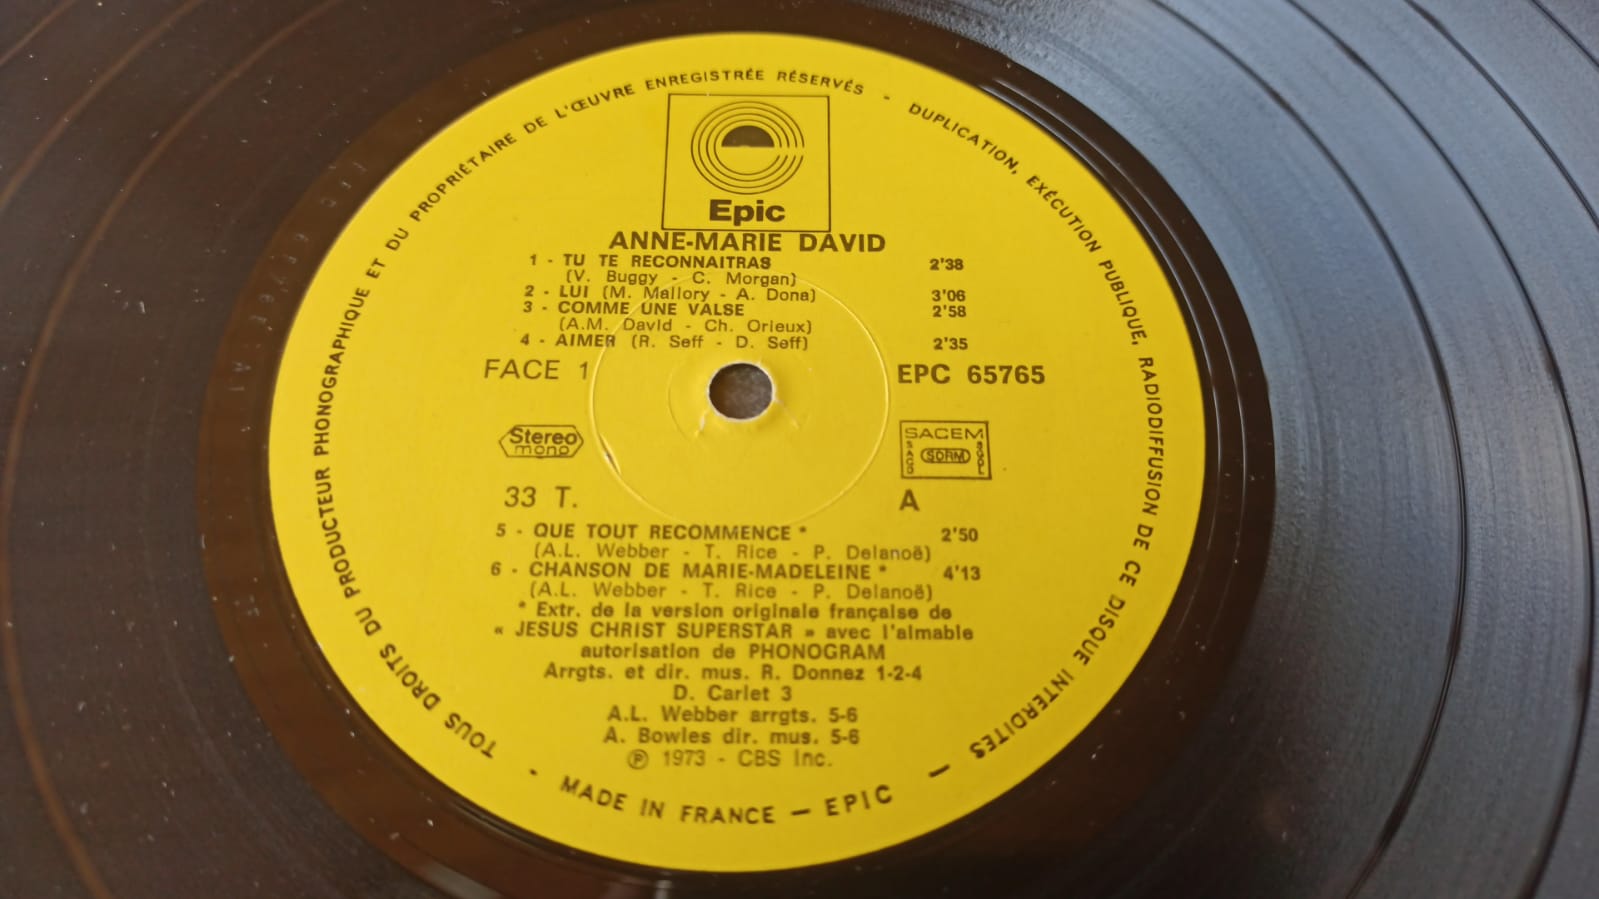 TOUS DROITS DU PRODUCTEUR PHONOGRAPHIQUE ET DU PROPRIÉTAIRE DE L'ŒUVRE ENREGISTRÉE RÉSERVÉS - DUPLICATION, EXÉCUTION PUBLIQUE, RADIODIFFUSION DE CE DISQUE INTERDITES
Epic
ANNE-MARIE DAVID
1 - TU TE RECONNAITRAS 2'38
(V. Buggy - C. Morgan)
2 - LUI (M. Mallory - A. Dona) 3'06
3 - COMME UNE VALSE 2'58
(A.M. David - Ch. Orieux)
4 - AIMER (R. Seff - D. Seff) 2'35
FACE 1 EPC 65765
Stereo
mono
SACEM
SACD SDRM SGDL
33 T. A
5 - QUE TOUT RECOMMENCE * 2'50
(A.L. Webber - T. Rice - P. Delanoë)
6 - CHANSON DE MARIE-MADELEINE * 4'13
(A.L. Webber - T. Rice - P. Delanoë)
* Extr. de la version originale française de
« JESUS CHRIST SUPERSTAR » avec l'aimable
autorisation de PHONOGRAM
Arrgts. et dir. mus. R. Donnez 1-2-4
D. Carlet 3
A.L. Webber arrgts. 5-6
A. Bowles dir. mus. 5-6
℗ 1973 - CBS Inc.
- MADE IN FRANCE — EPIC —